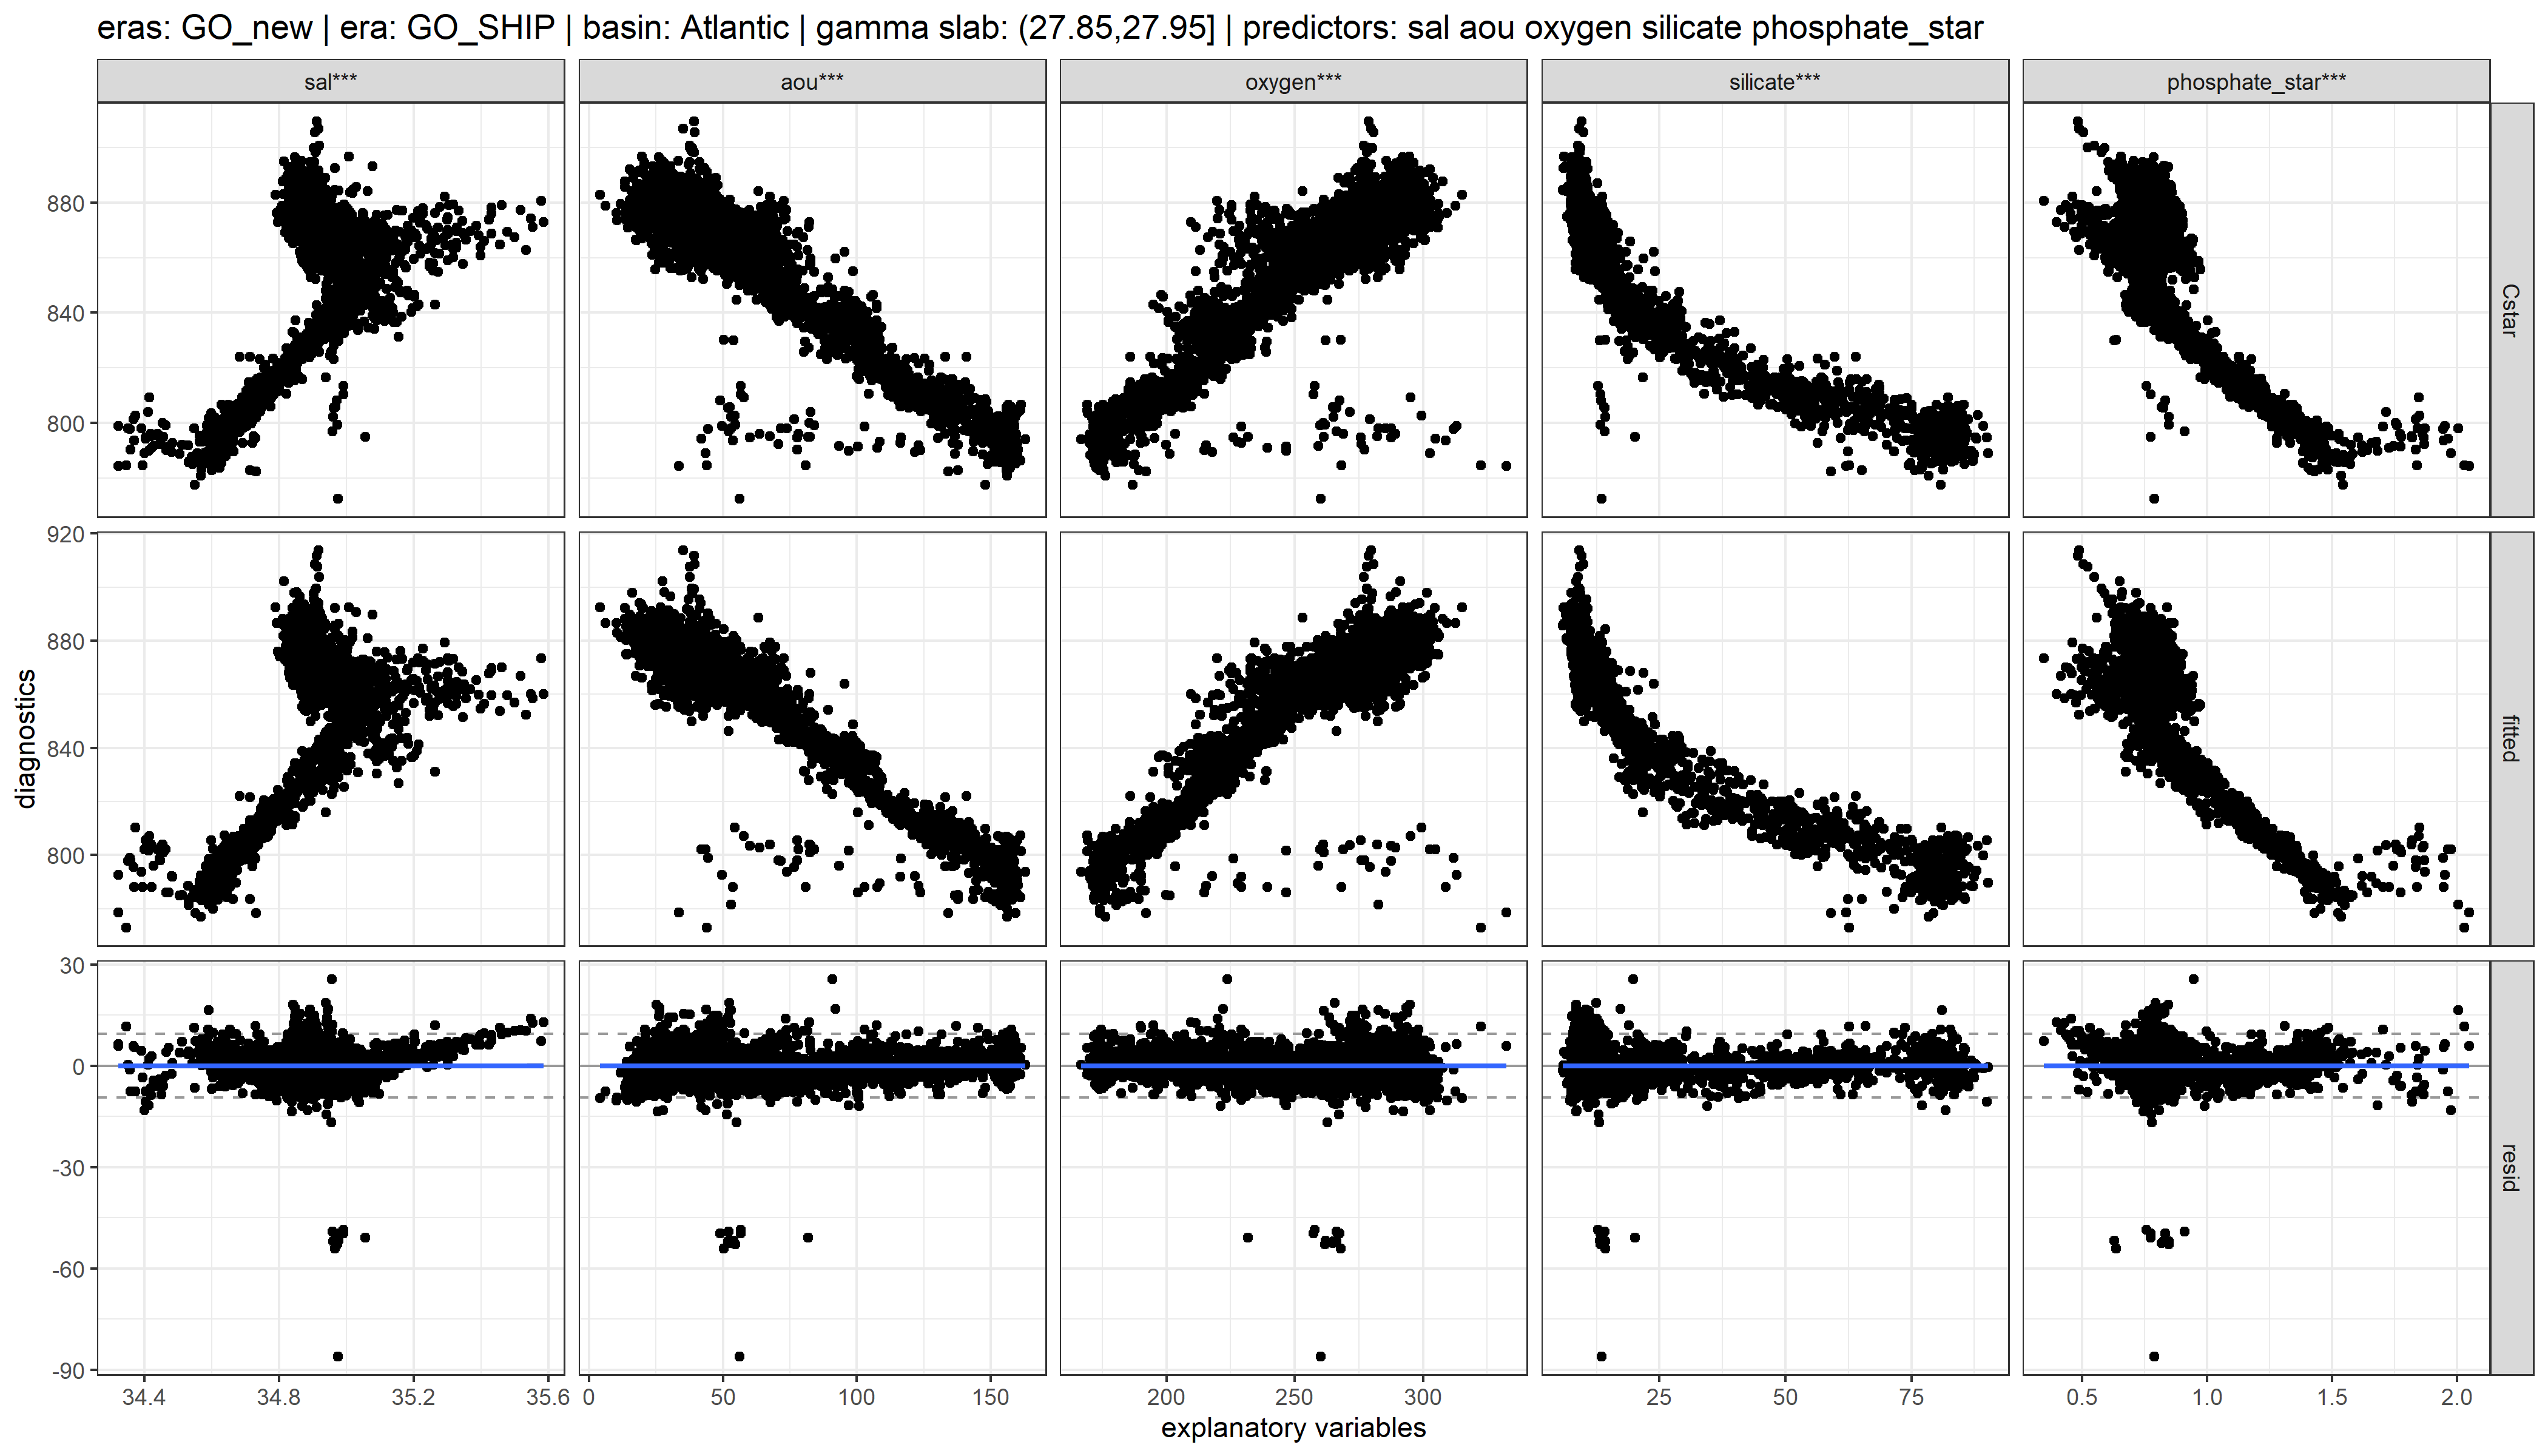 eras: GO_new | era: GO_SHIP | basin: Atlantic | gamma slab: (27.85,27.95] | predictors: sal aou oxygen silicate phosphate_star
sal*** aou*** oxygen*** silicate*** phosphate_star***
880
840
800
Cstar
920
880
840
800
fitted
diagnostics
30
0
-30
-60
-90
resid
34.4 34.8 35.2 35.6 0 50 100 150 200 250 300 25 50 75 0.5 1.0 1.5 2.0
explanatory variables